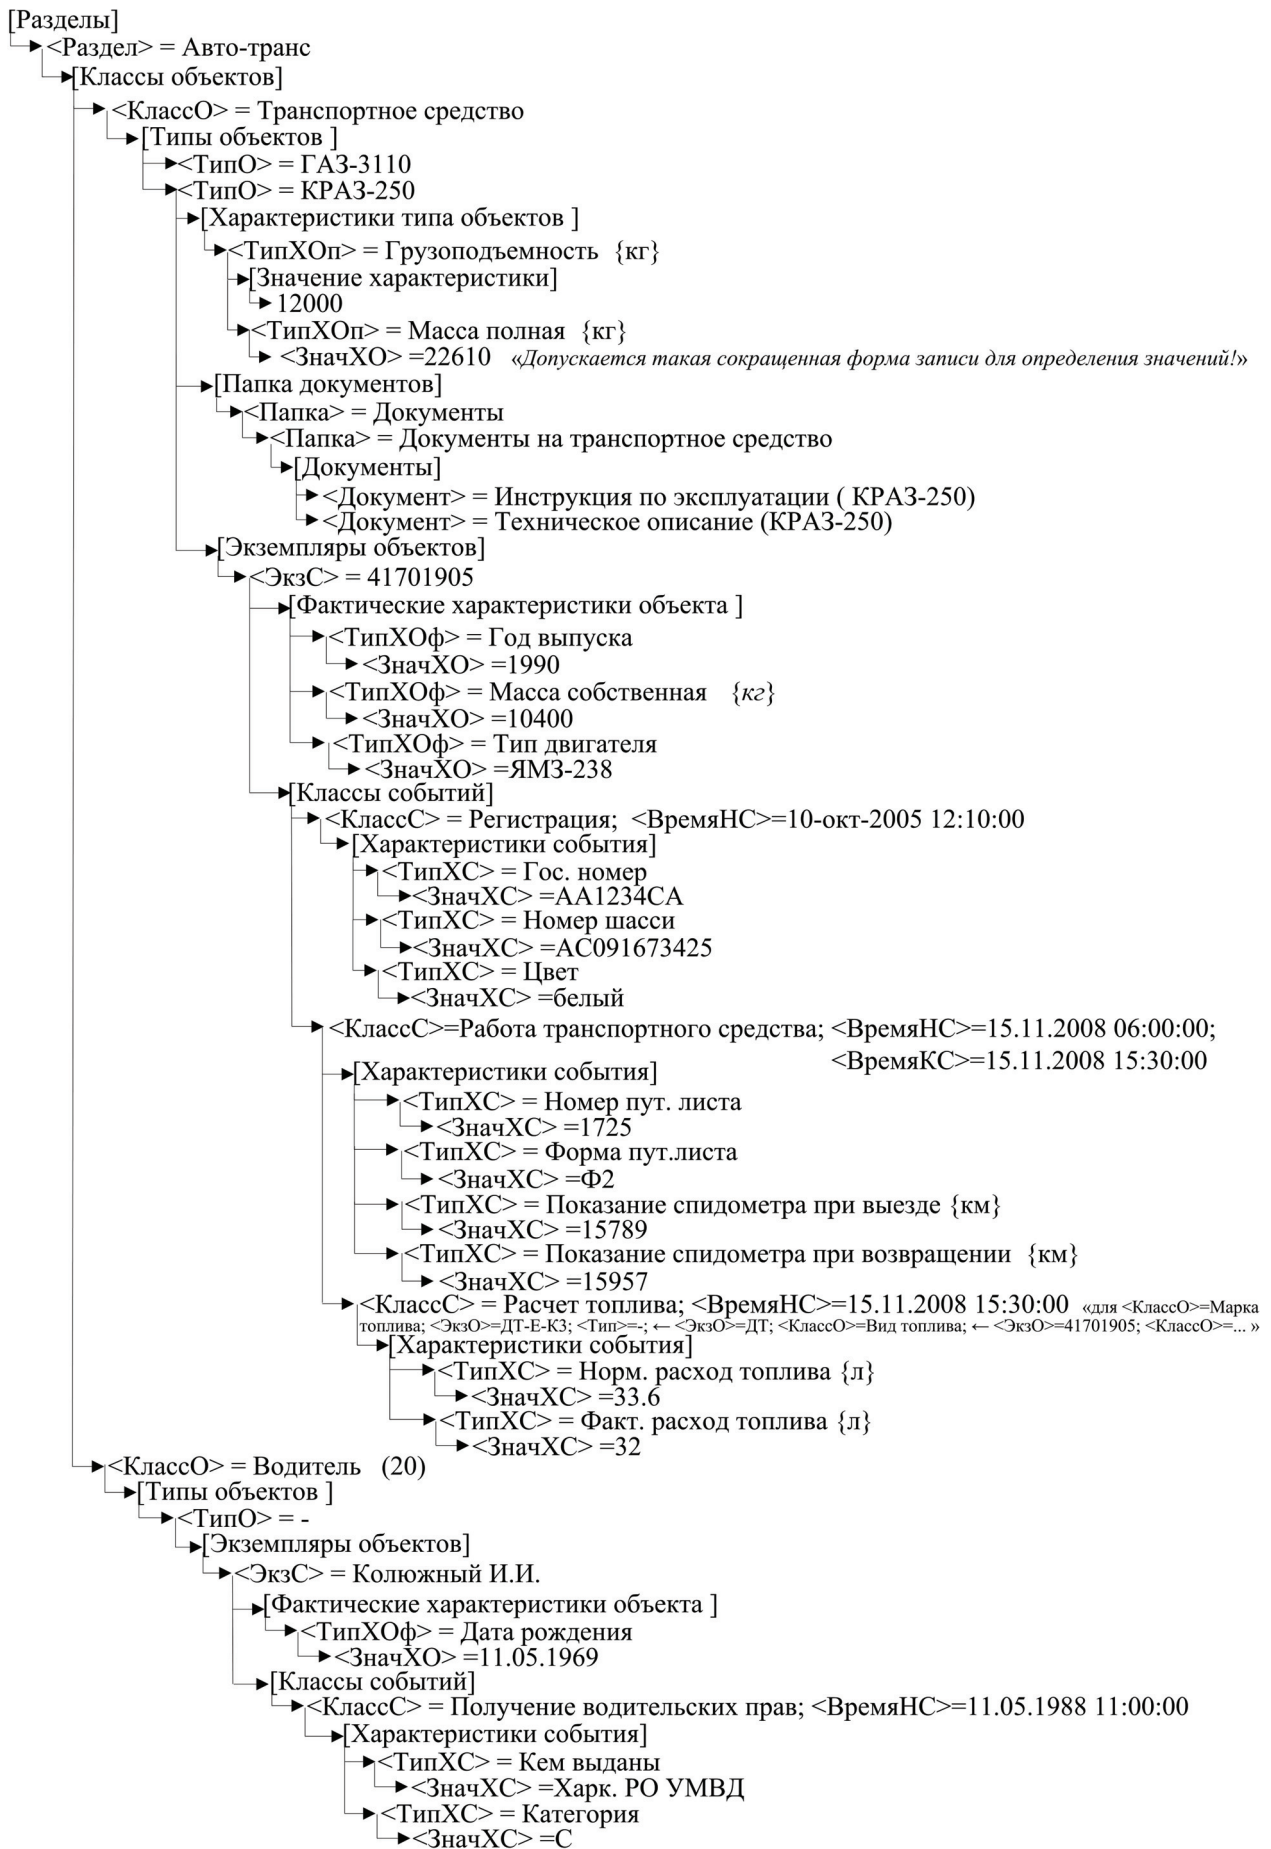 [Разделы]
<Раздел> = Авто-транс
[Классы объектов]
<КлассО> = Транспортное средство
[Типы объектов ]
<ТипО> = ГАЗ-3110
<ТипО> = КРАЗ-250
[Характеристики типа объектов ]
<ТипХОп> = Грузоподъемность {кг}
[Значение характеристики]
12000
<ТипХОп> = Масса полная {кг}
<ЗначХО> =22610 «Допускается такая сокращенная форма записи для определения значений!»
[Папка документов]
<Папка> = Документы
<Папка> = Документы на транспортное средство
[Документы]
<Документ> = Инструкция по эксплуатации ( КРАЗ-250)
<Документ> = Техническое описание (КРАЗ-250)
[Экземпляры объектов]
<ЭкзС> = 41701905
[Фактические характеристики объекта ]
<ТипХОф> = Год выпуска
<ЗначХО> =1990
<ТипХОф> = Масса собственная {кг}
<ЗначХО> =10400
<ТипХОф> = Тип двигателя
<ЗначХО> =ЯМЗ-238
[Классы событий]
<КлассС> = Регистрация; <ВремяНС>=10-окт-2005 12:10:00
[Характеристики события]
<ТипХС> = Гос. номер
<ЗначХС> =АА1234СА
<ТипХС> = Номер шасси
<ЗначХС> =АС091673425
<ТипХС> = Цвет
<ЗначХС> =белый
<КлассС>=Работа транспортного средства; <ВремяНС>=15.11.2008 06:00:00;
<ВремяКС>=15.11.2008 15:30:00
[Характеристики события]
<ТипХС> = Номер пут. листа
<ЗначХС> =1725
<ТипХС> = Форма пут.листа
<ЗначХС> =Ф2
<ТипХС> = Показание спидометра при выезде {км}
<ЗначХС> =15789
<ТипХС> = Показание спидометра при возвращении {км}
<ЗначХС> =15957
<КлассС> = Расчет топлива; <ВремяНС>=15.11.2008 15:30:00 «для <КлассО>=Марка
топлива; <ЭкзО>=ДТ-Е-К3; <Тип>=-; ← <ЭкзО>=ДТ; <КлассО>=Вид топлива; ← <ЭкзО>=41701905; <КлассО>=... »
[Характеристики события]
<ТипХС> = Норм. расход топлива {л}
<ЗначХС> =33.6
<ТипХС> = Факт. расход топлива {л}
<ЗначХС> =32
<КлассО> = Водитель (20)
[Типы объектов ]
<ТипО> = -
[Экземпляры объектов]
<ЭкзС> = Колюжный И.И.
[Фактические характеристики объекта ]
<ТипХОф> = Дата рождения
<ЗначХО> =11.05.1969
[Классы событий]
<КлассС> = Получение водительских прав; <ВремяНС>=11.05.1988 11:00:00
[Характеристики события]
<ТипХС> = Кем выданы
<ЗначХС> =Харк. РО УМВД
<ТипХС> = Категория
<ЗначХС> =С